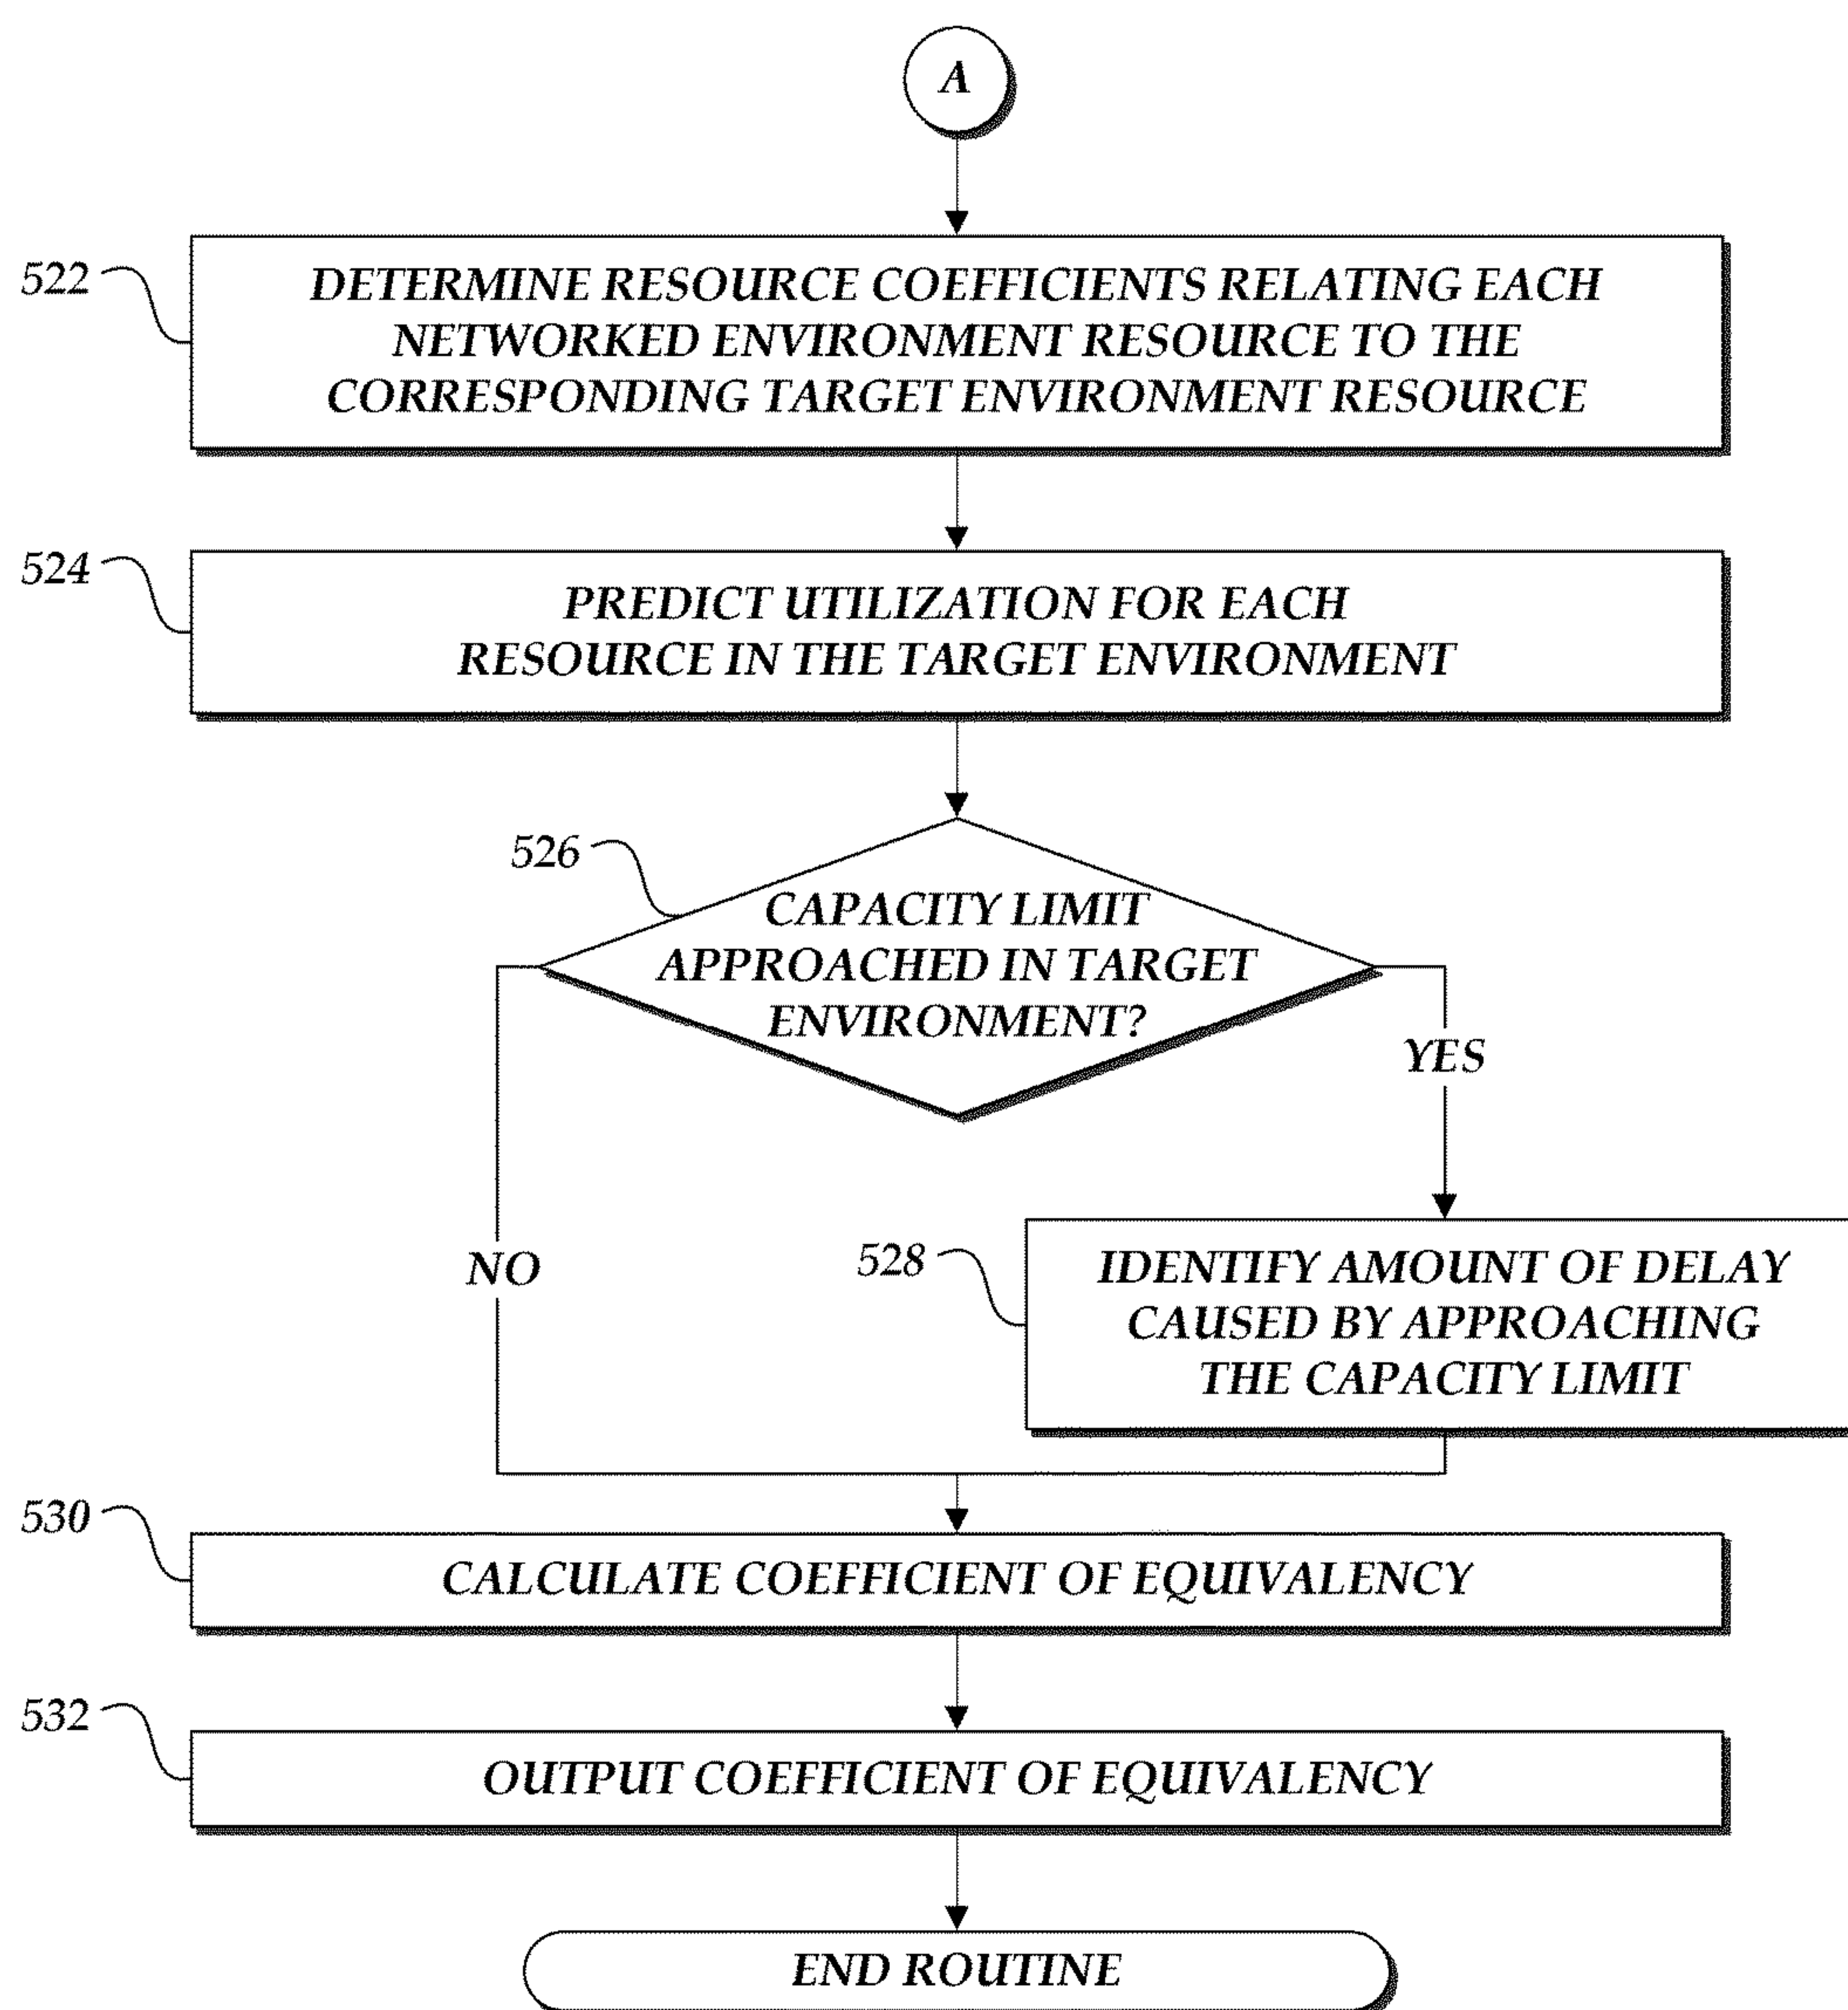 A
522
DETERMINE RESOURCE COEFFICIENTS RELATING EACH
NETWORKED ENVIRONMENT RESOURCE TO THE
CORRESPONDING TARGET ENVIRONMENT RESOURCE
524
PREDICT UTILIZATION FOR EACH
RESOURCE IN THE TARGET ENVIRONMENT
526
CAPACITY LIMIT
APPROACHED IN TARGET
ENVIRONMENT?
YES
NO
528
IDENTIFY AMOUNT OF DELAY
CAUSED BY APPROACHING
THE CAPACITY LIMIT
530
CALCULATE COEFFICIENT OF EQUIVALENCY
532
OUTPUT COEFFICIENT OF EQUIVALENCY
END ROUTINE